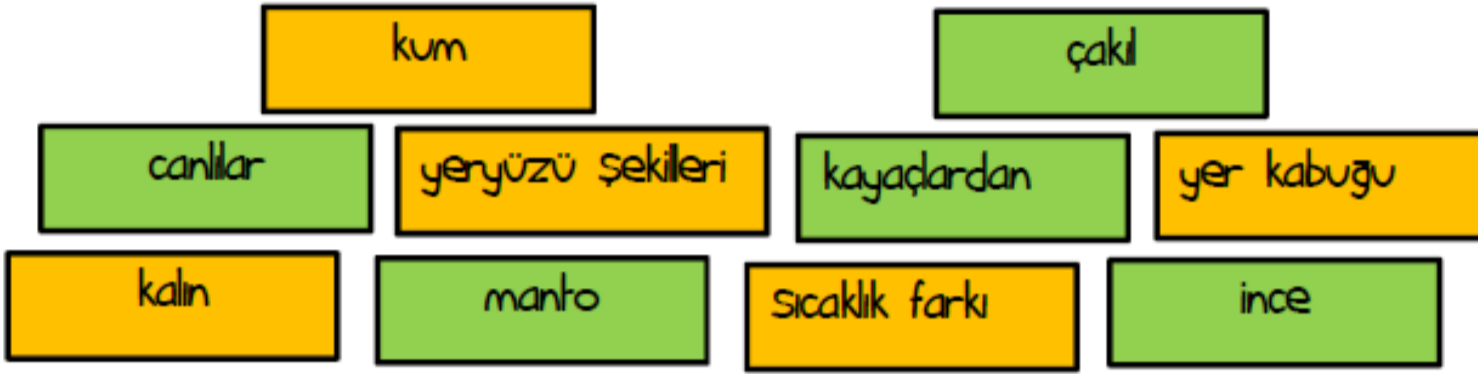 kum
çakıl
canlılar
yeryüzü şekilleri
kayaçlardan
yer kabuğu
kalın
manto
sıcaklık farkı
ince